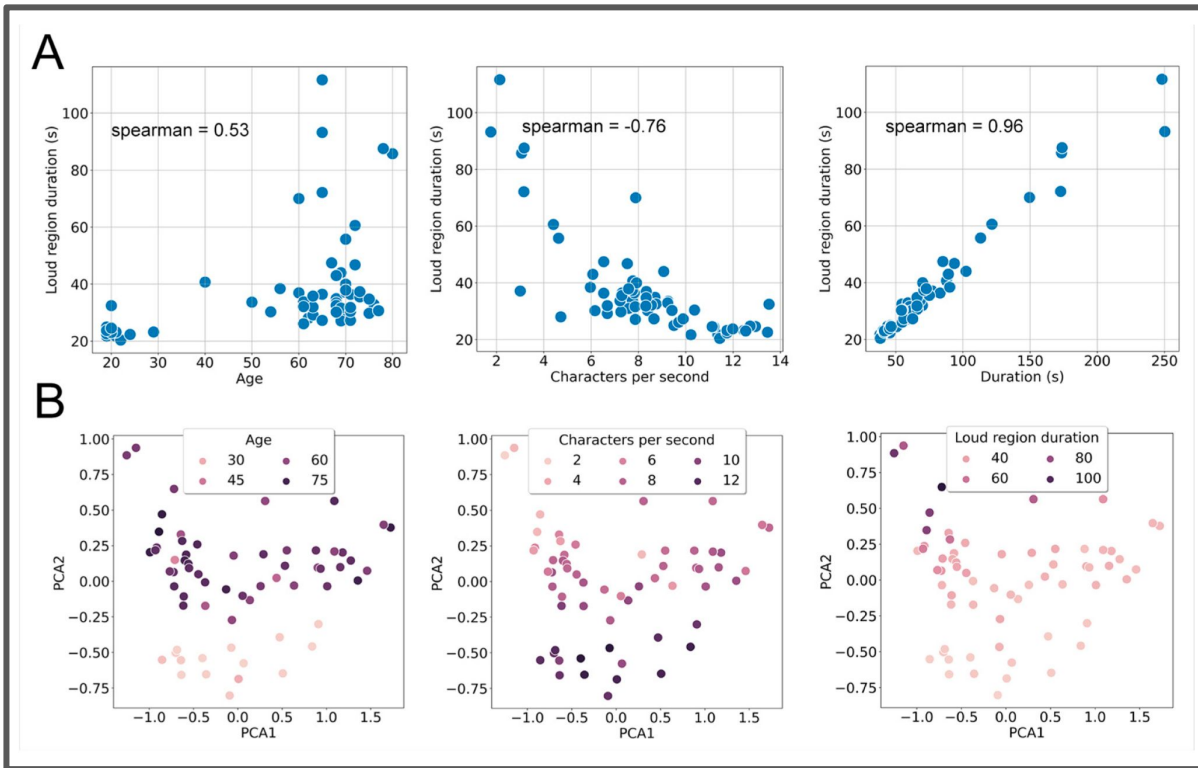 A
spearman = 0.53
Loud region duration (s)
100
80
60
40
20
20 30 40 50 60 70 80
Age
spearman = -0.76
Loud region duration (s)
100
80
60
40
20
2 4 6 8 10 12 14
Characters per second
spearman = 0.96
Loud region duration (s)
100
80
60
40
20
50 100 150 200 250
Duration (s)
B
Age
30 60
45 75
PCA2
1.00
0.75
0.50
0.25
0.00
−0.25
−0.50
−0.75
−1.0 −0.5 0.0 0.5 1.0 1.5
PCA1
Characters per second
2 6 10
4 8 12
PCA2
1.00
0.75
0.50
0.25
0.00
−0.25
−0.50
−0.75
−1.0 −0.5 0.0 0.5 1.0 1.5
PCA1
Loud region duration
40 80
60 100
PCA2
1.00
0.75
0.50
0.25
0.00
−0.25
−0.50
−0.75
−1.0 −0.5 0.0 0.5 1.0 1.5
PCA1